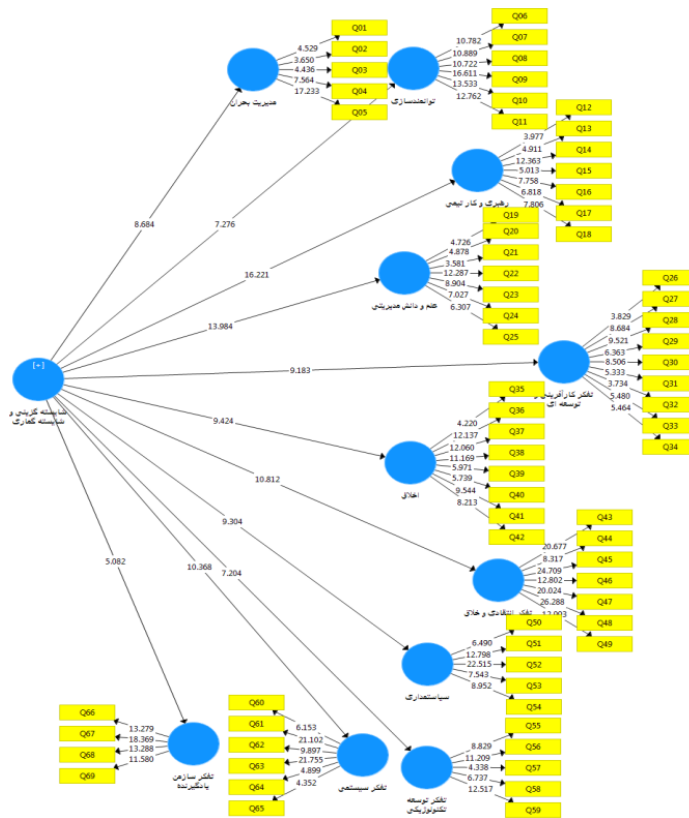 Q01
Q02
Q03
Q04
Q05
4.529
3.650
4.436
7.564
17.233
مدیریت بحران
Q06
Q07
Q08
Q09
Q10
Q11
10.782
10.889
10.722
16.611
13.533
12.762
توانمندسازی
Q12
Q13
Q14
Q15
Q16
Q17
Q18
3.977
4.911
12.363
5.013
7.758
6.818
7.806
رهبری و کار تیمی
Q19
Q20
Q21
Q22
Q23
Q24
Q25
4.726
4.878
3.581
12.287
8.904
7.027
6.307
علم و دانش مدیریتی
Q26
Q27
Q28
Q29
Q30
Q31
Q32
Q33
Q34
3.829
8.684
9.521
6.363
8.506
5.333
3.734
5.480
5.464
تفکر کارآفرینی و
توسعه ای
8.684
7.276
16.221
13.984
9.183
9.424
10.812
9.304
7.204
10.368
5.082
[+]
شایسته گزینی و
شایسته گماری
Q35
Q36
Q37
Q38
Q39
Q40
Q41
Q42
4.220
12.137
12.060
11.169
5.971
5.739
9.544
8.213
اخلاق
Q43
Q44
Q45
Q46
Q47
Q48
Q49
20.677
8.317
24.709
12.802
20.024
26.288
12.003
تفکر انتقادی و خلاق
Q50
Q51
Q52
Q53
Q54
6.490
12.798
22.515
7.543
8.952
سیاستمداری
Q55
Q56
Q57
Q58
Q59
8.829
11.209
4.338
6.737
12.517
تفکر توسعه
تکنولوژیکی
Q60
Q61
Q62
Q63
Q64
Q65
6.153
21.102
9.897
21.755
4.899
4.352
تفکر سیستمی
Q66
Q67
Q68
Q69
13.279
18.369
13.288
11.580
تفکر سازمن
یادگیرنده